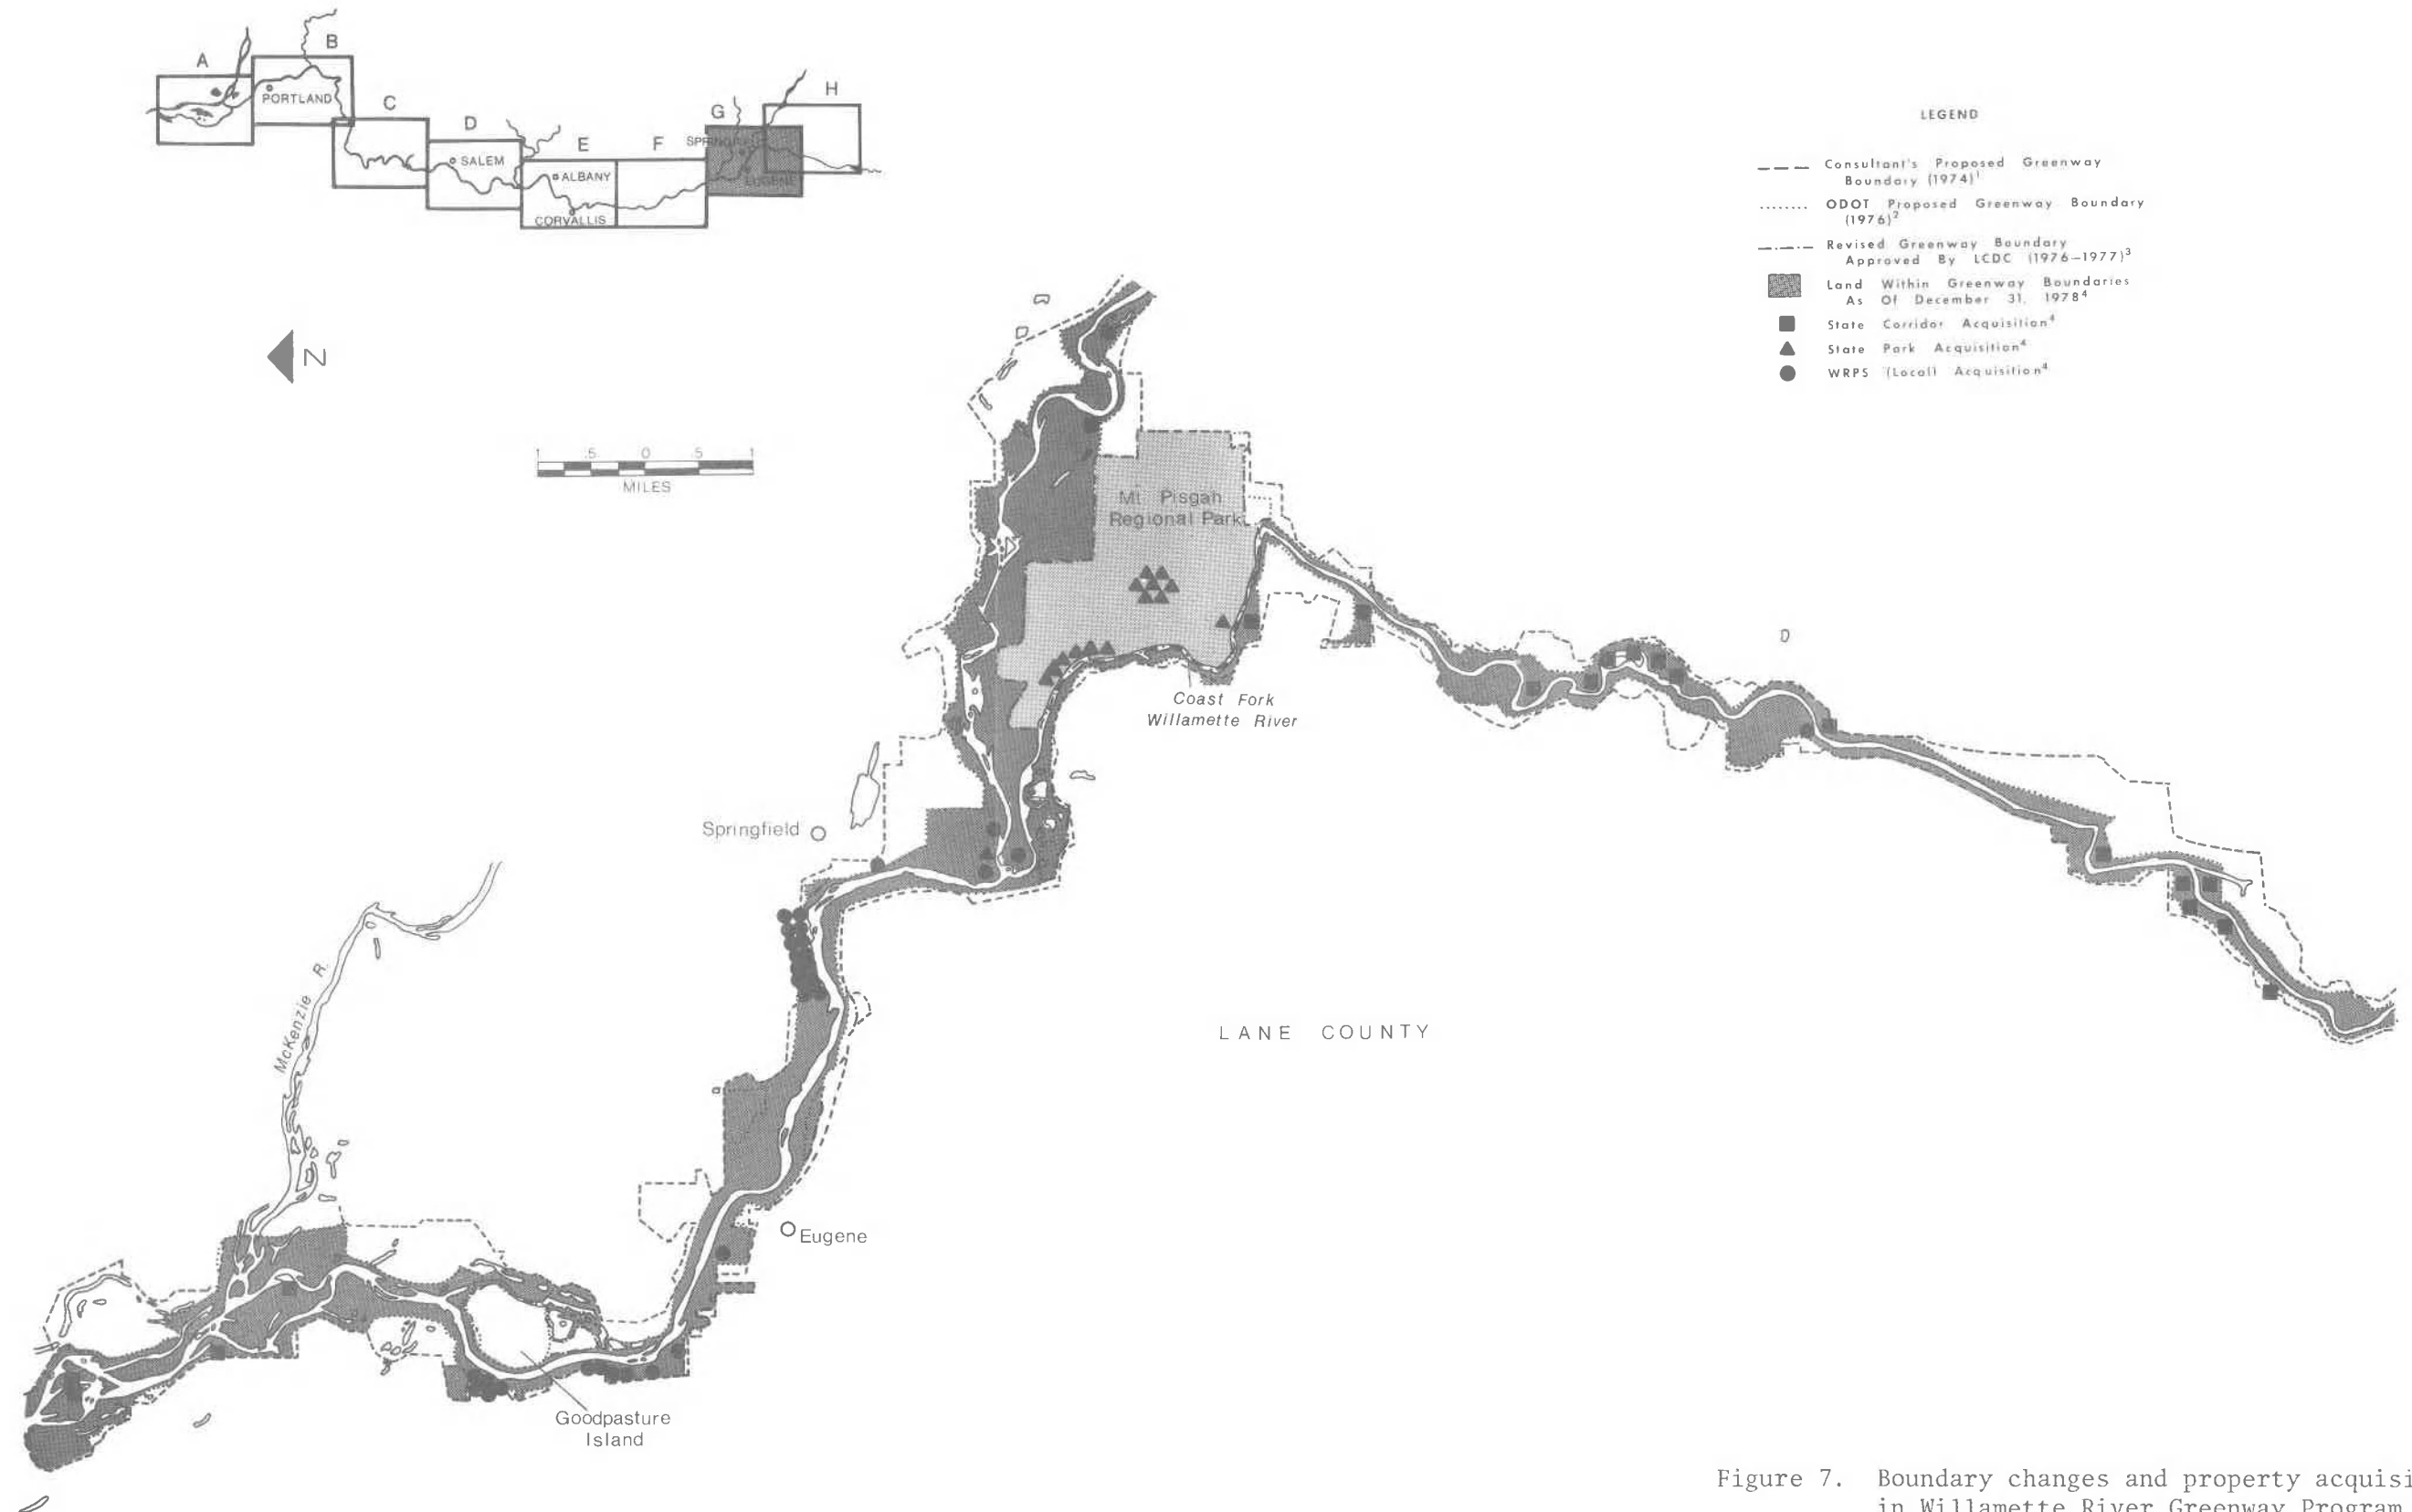 A
B
PORTLAND
C
D
SALEM
E
ALBANY
CORVALLIS
F
G
EUGENE
H
LEGEND
Consultant's Proposed Greenway
Boundary (1974)1
ODOT Proposed Greenway Boundary
(1976)2
Revised Greenway Boundary
Approved By LCDC (1976–1977)3
Land Within Greenway Boundaries
As Of December 31, 19784
State Corridor Acquisition4
State Park Acquisition4
WRPS (Local) Acquisition4
N
1 .5 0 .5 1
MILES
Mt Pisgah
Regional Park
Coast Fork
Willamette River
Springfield
McKenzie R.
LANE COUNTY
Eugene
Goodpasture
Island
Figure 7. Boundary changes and property acquisi
in Willamette River Greenway Program